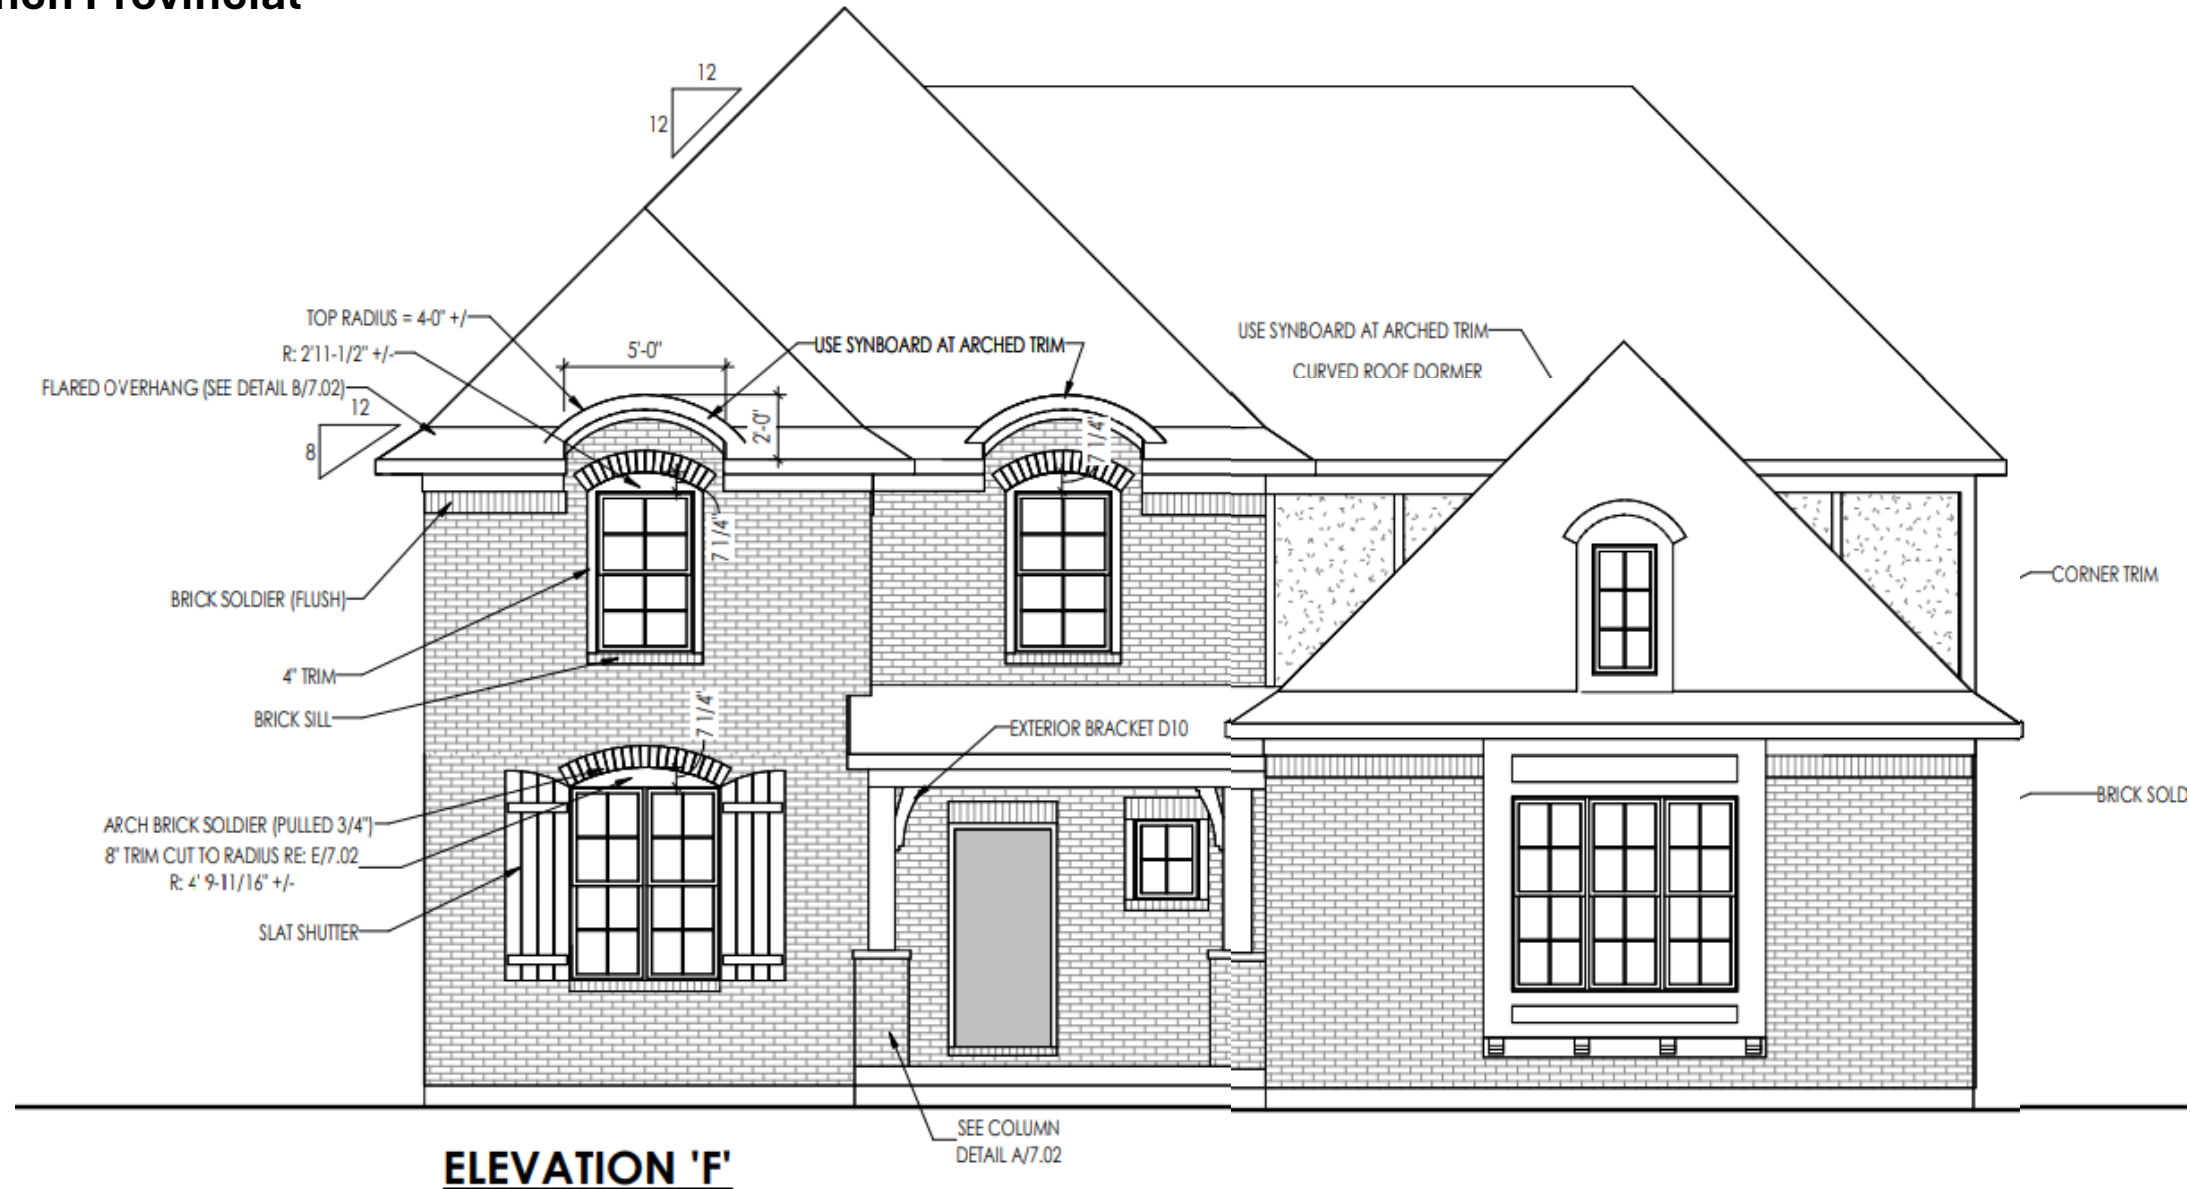 12
12
TOP RADIUS = 4-0" +/
R: 2'11-1/2" +/-
FLARED OVERHANG (SEE DETAIL B/7.02)
12
8
5'-0"
2'-0"
USE SYNBOARD AT ARCHED TRIM
7 1/4"
USE SYNBOARD AT ARCHED TRIM
CURVED ROOF DORMER
7 1/4"
BRICK SOLDIER (FLUSH)
CORNER TRIM
4" TRIM
BRICK SILL
7 1/4"
EXTERIOR BRACKET D10
BRICK SOLD
ARCH BRICK SOLDIER (PULLED 3/4")
8" TRIM CUT TO RADIUS RE: E/7.02
R: 4' 9-11/16" +/-
SLAT SHUTTER
SEE COLUMN
DETAIL A/7.02
ELEVATION 'F'